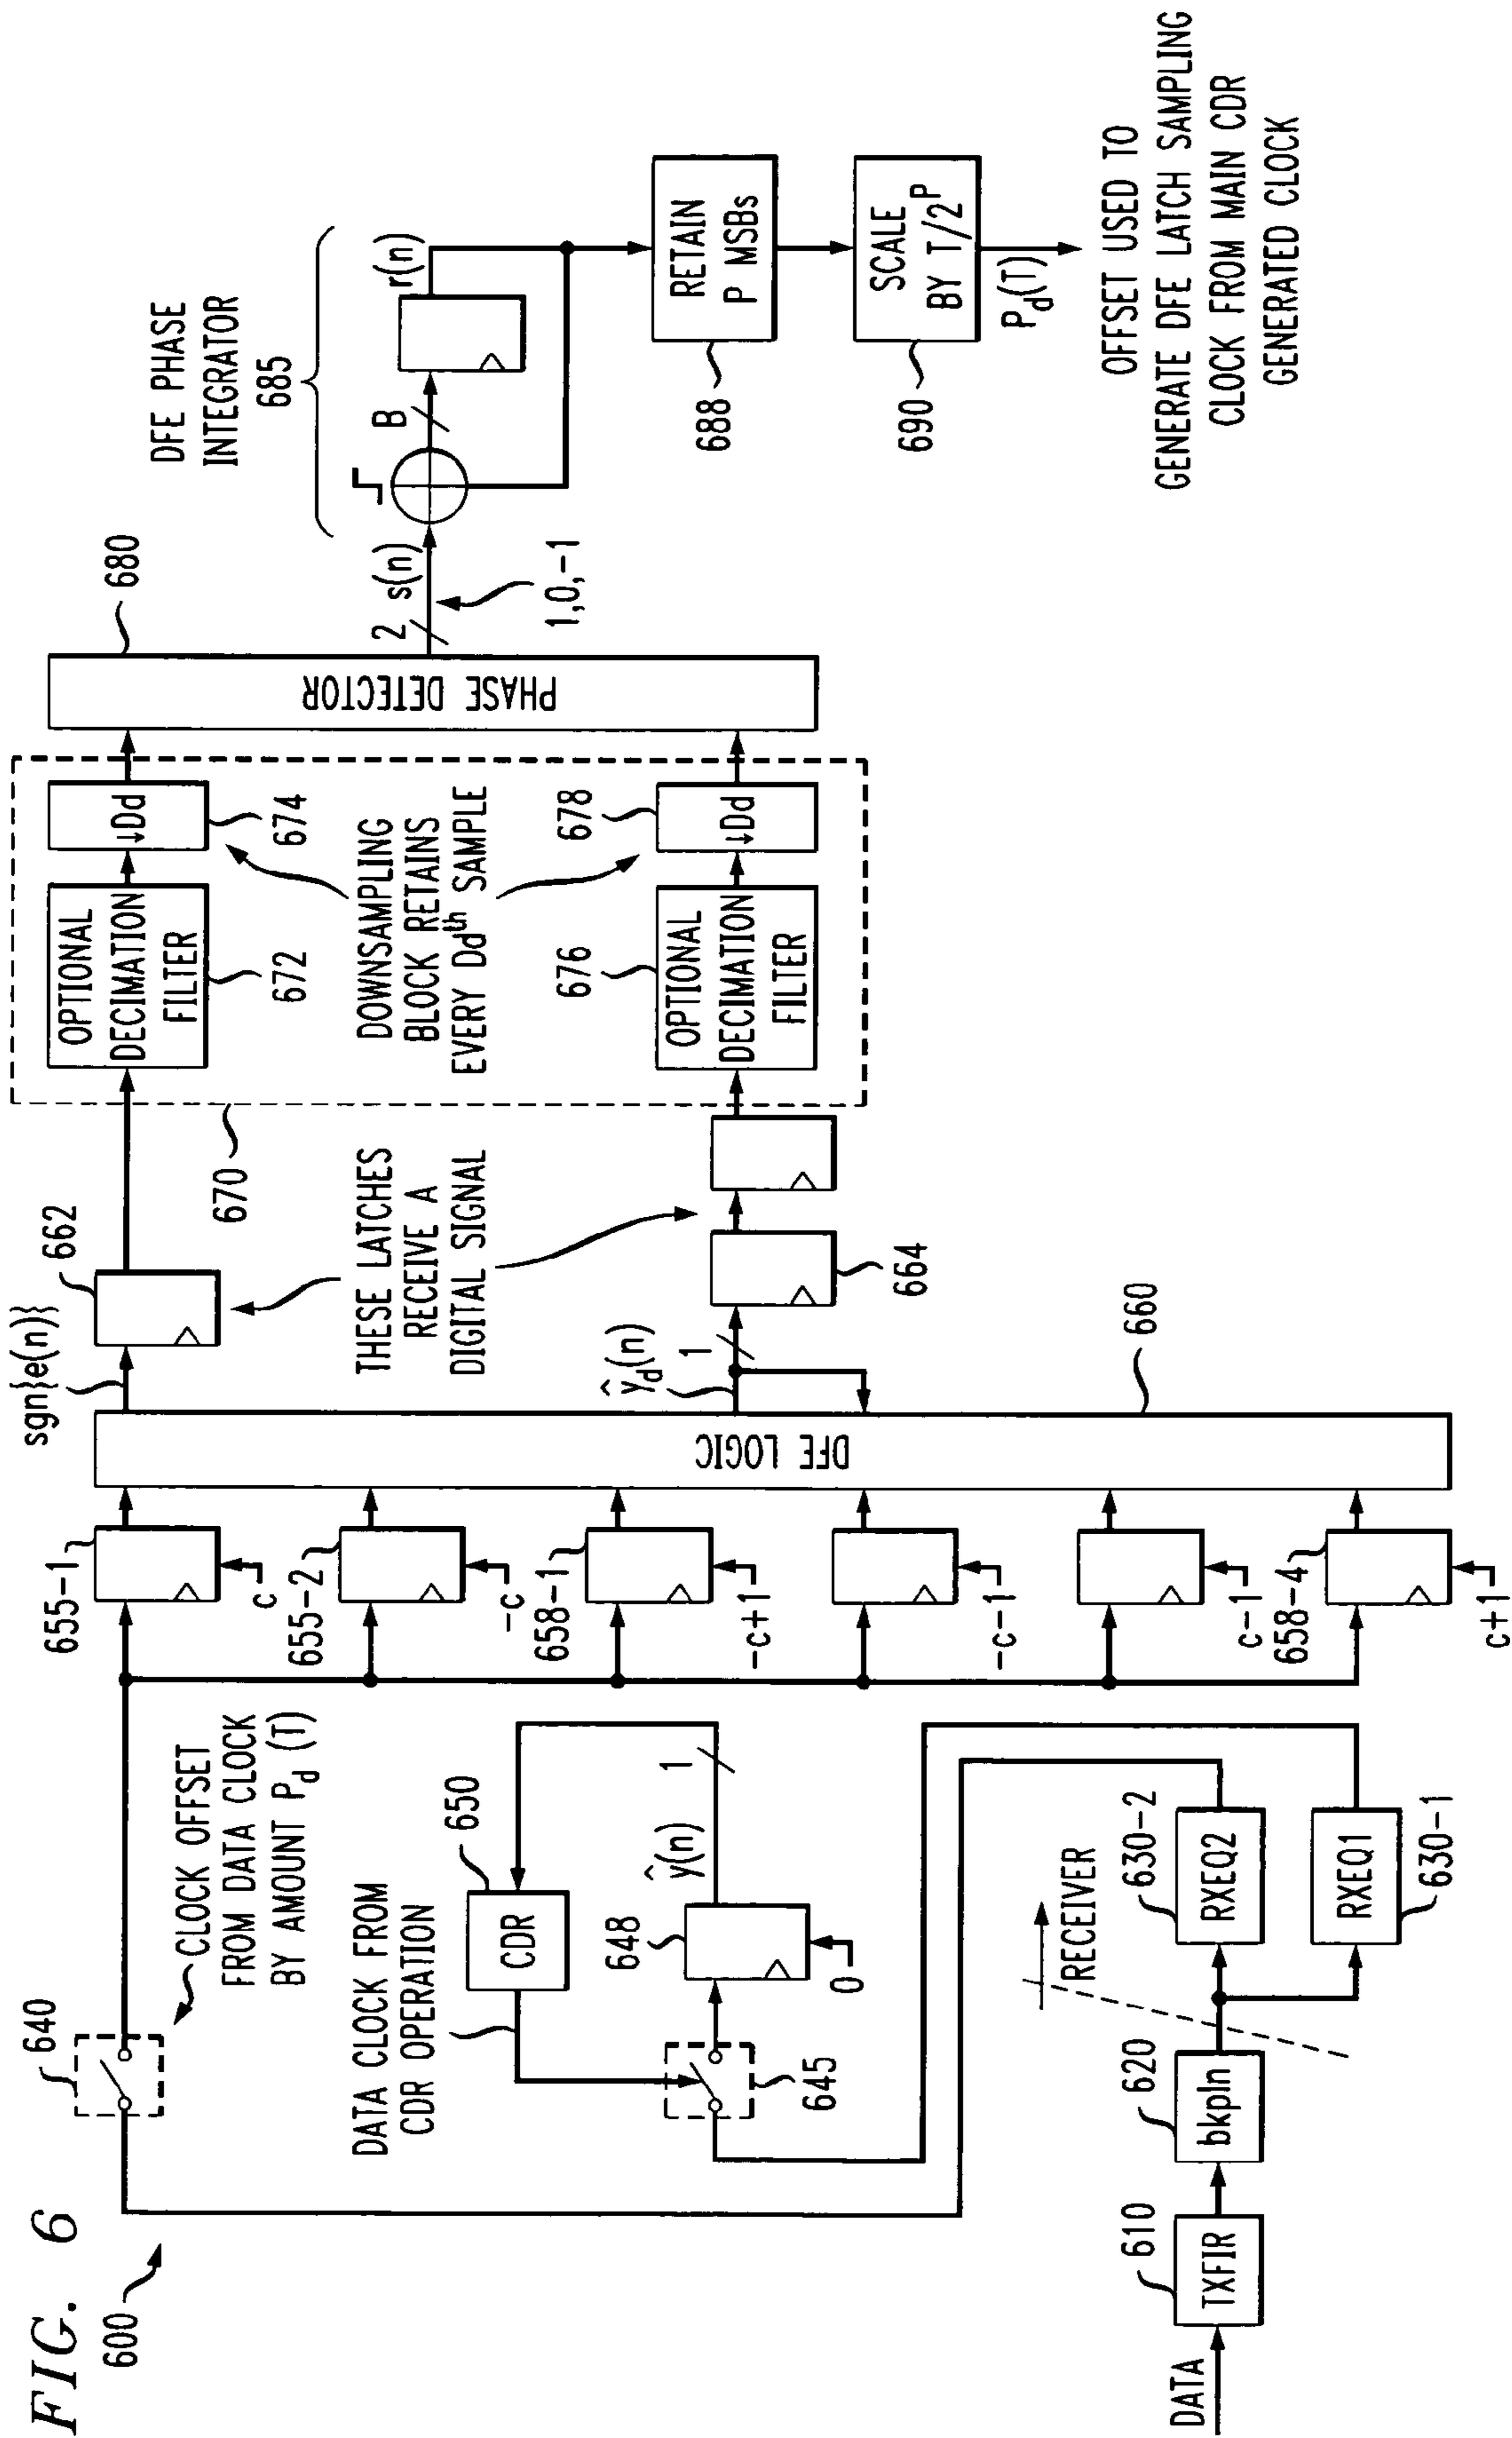 FIG. 6
600
DATA
TXFIR
610
bkpln
620
RECEIVER
RXEQ2
630-2
RXEQ1
630-1
640
CLOCK OFFSET
FROM DATA CLOCK
BY AMOUNT Pd (T)
DATA CLOCK FROM
CDR OPERATION
CDR
650
645
648
0
ŷ(n)
1
655-1
c
655-2
-c
658-1
-c+1
-c-1
c-1
658-4
c+1
DFE LOGIC
660
sgn}e(n)}
662
ŷd(n)
1
664
THESE LATCHES
RECEIVE A
DIGITAL SIGNAL
670
OPTIONAL
DECIMATION
FILTER
672
↓Dd
674
DOWNSAMPLING
BLOCK RETAINS
EVERY Ddth SAMPLE
OPTIONAL
DECIMATION
FILTER
676
↓Dd
678
PHASE DETECTOR
680
2
s(n)
1,0,-1
DFE PHASE
INTEGRATOR
685
B
r(n)
RETAIN
P MSBs
688
SCALE
BY T/2^P
690
Pd(T)
OFFSET USED TO
GENERATE DFE LATCH SAMPLING
CLOCK FROM MAIN CDR
GENERATED CLOCK